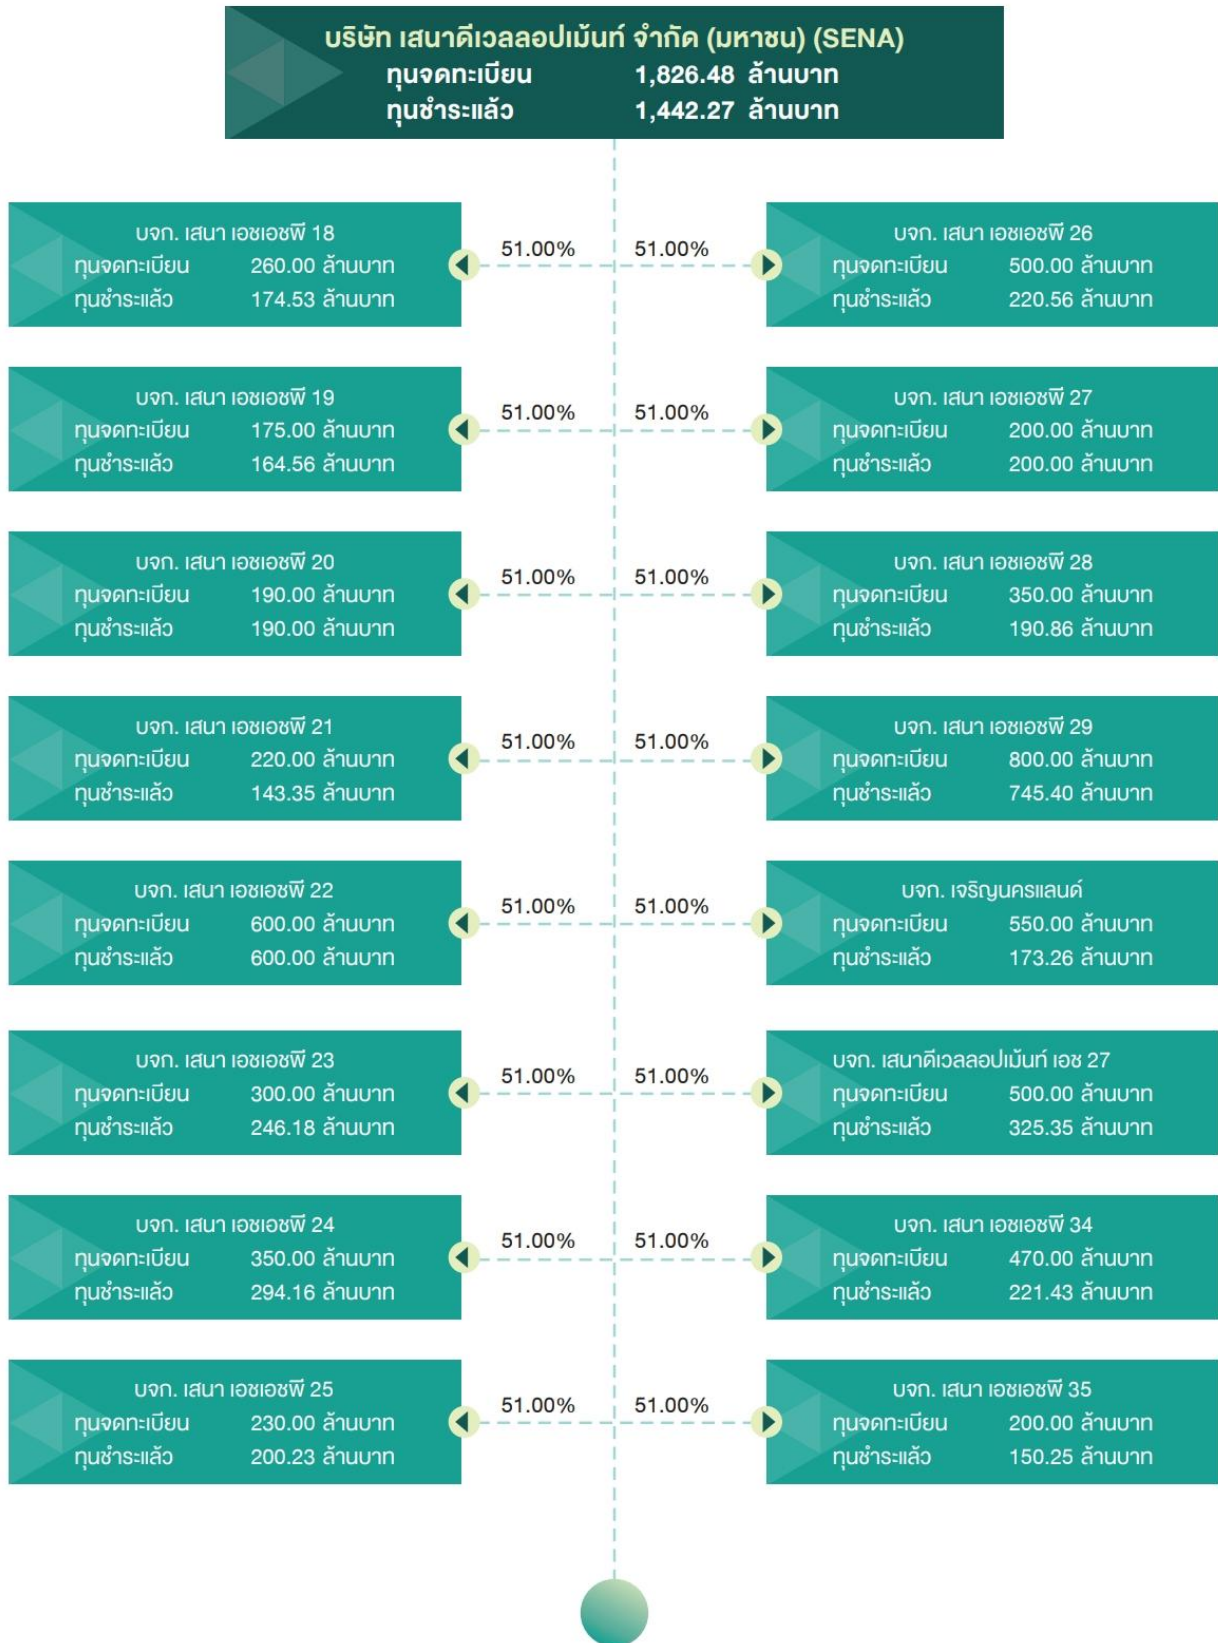 บริษัท เสนาดีเวลลอปเม้นท์ จำกัด (มหาชน) (SENA)
ทุนจดทะเบียน 1,826.48 ล้านบาท
ทุนชำระแล้ว 1,442.27 ล้านบาท
บจก. เสนา เอชเอชพี 18
ทุนจดทะเบียน 260.00 ล้านบาท
ทุนชำระแล้ว 174.53 ล้านบาท
51.00% 51.00%
บจก. เสนา เอชเอชพี 26
ทุนจดทะเบียน 500.00 ล้านบาท
ทุนชำระแล้ว 220.56 ล้านบาท
บจก. เสนา เอชเอชพี 19
ทุนจดทะเบียน 175.00 ล้านบาท
ทุนชำระแล้ว 164.56 ล้านบาท
51.00% 51.00%
บจก. เสนา เอชเอชพี 27
ทุนจดทะเบียน 200.00 ล้านบาท
ทุนชำระแล้ว 200.00 ล้านบาท
บจก. เสนา เอชเอชพี 20
ทุนจดทะเบียน 190.00 ล้านบาท
ทุนชำระแล้ว 190.00 ล้านบาท
51.00% 51.00%
บจก. เสนา เอชเอชพี 28
ทุนจดทะเบียน 350.00 ล้านบาท
ทุนชำระแล้ว 190.86 ล้านบาท
บจก. เสนา เอชเอชพี 21
ทุนจดทะเบียน 220.00 ล้านบาท
ทุนชำระแล้ว 143.35 ล้านบาท
51.00% 51.00%
บจก. เสนา เอชเอชพี 29
ทุนจดทะเบียน 800.00 ล้านบาท
ทุนชำระแล้ว 745.40 ล้านบาท
บจก. เสนา เอชเอชพี 22
ทุนจดทะเบียน 600.00 ล้านบาท
ทุนชำระแล้ว 600.00 ล้านบาท
51.00% 51.00%
บจก. เจริญนครแลนด์
ทุนจดทะเบียน 550.00 ล้านบาท
ทุนชำระแล้ว 173.26 ล้านบาท
บจก. เสนา เอชเอชพี 23
ทุนจดทะเบียน 300.00 ล้านบาท
ทุนชำระแล้ว 246.18 ล้านบาท
51.00% 51.00%
บจก. เสนาดีเวลลอปเม้นท์ เอช 27
ทุนจดทะเบียน 500.00 ล้านบาท
ทุนชำระแล้ว 325.35 ล้านบาท
บจก. เสนา เอชเอชพี 24
ทุนจดทะเบียน 350.00 ล้านบาท
ทุนชำระแล้ว 294.16 ล้านบาท
51.00% 51.00%
บจก. เสนา เอชเอชพี 34
ทุนจดทะเบียน 470.00 ล้านบาท
ทุนชำระแล้ว 221.43 ล้านบาท
บจก. เสนา เอชเอชพี 25
ทุนจดทะเบียน 230.00 ล้านบาท
ทุนชำระแล้ว 200.23 ล้านบาท
51.00% 51.00%
บจก. เสนา เอชเอชพี 35
ทุนจดทะเบียน 200.00 ล้านบาท
ทุนชำระแล้ว 150.25 ล้านบาท